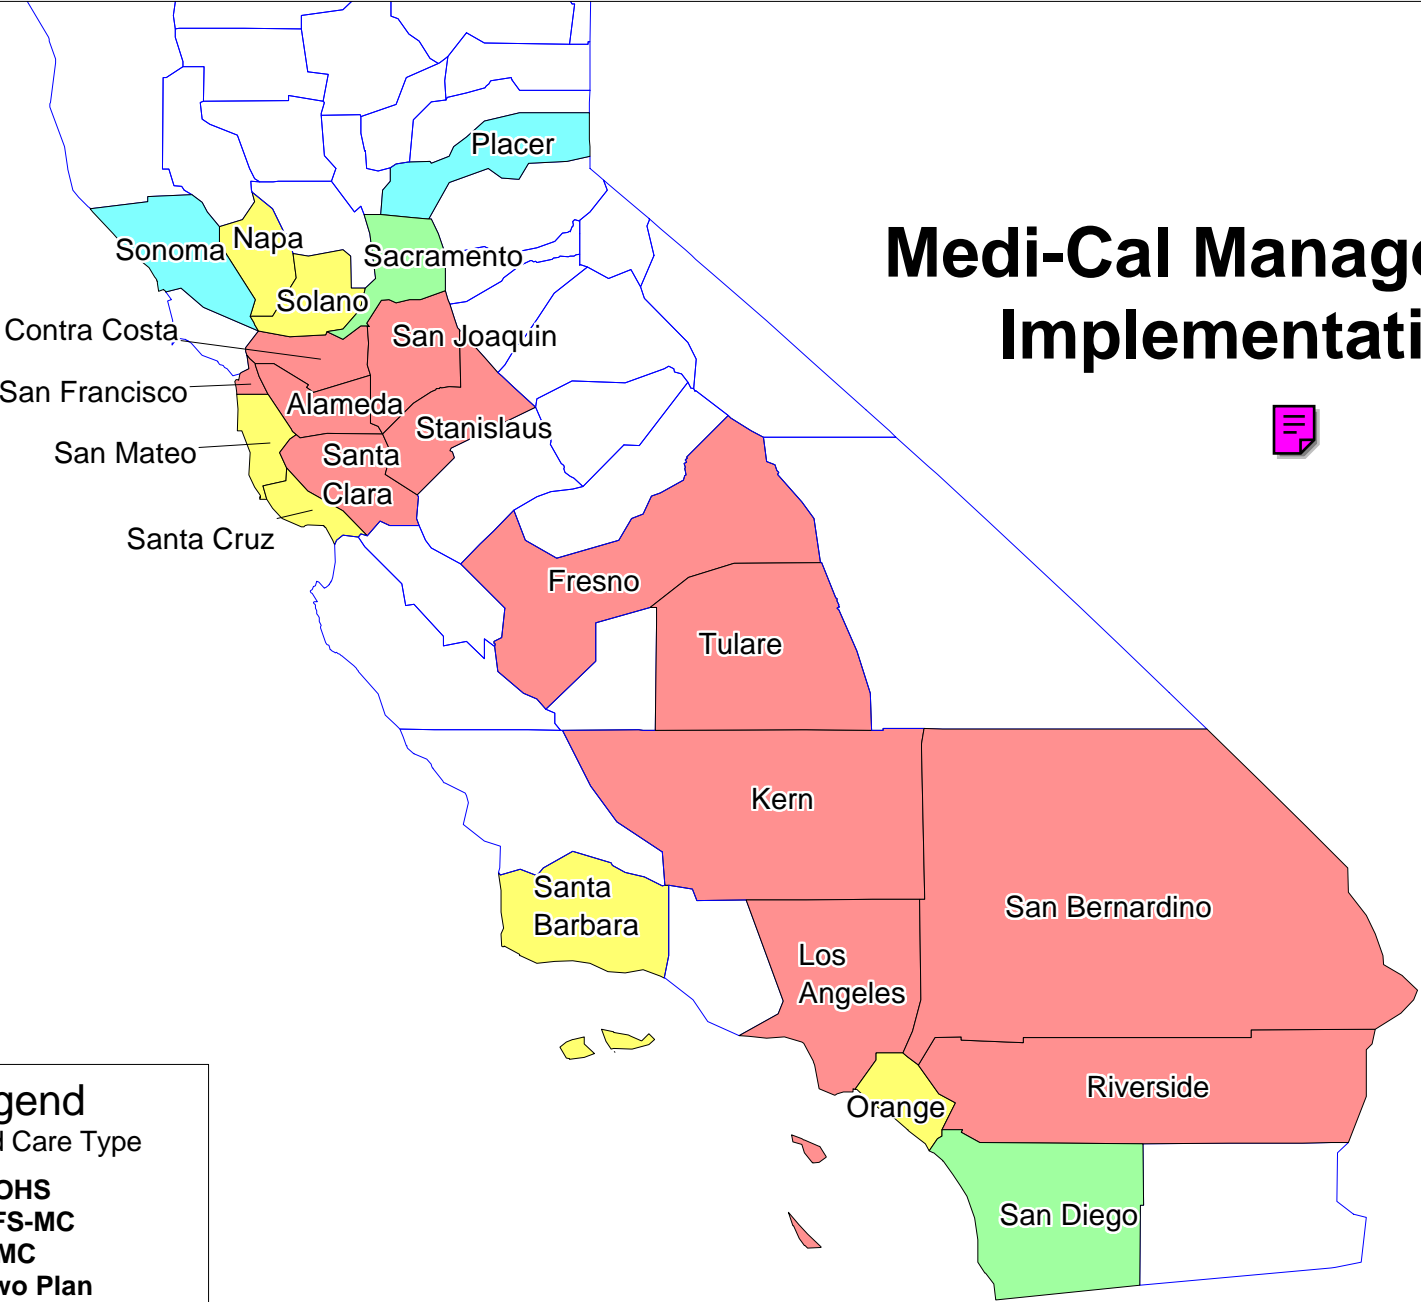 Placer
Napa
Sonoma
Sacramento
Medi-Cal Manag
Solano
Contra Costa
San Joaquin
Implementati
San Francisco
Alameda
Stanislaus
San Mateo
Santa
Clara
Santa Cruz
Fresno
Tulare
Kern
Santa
Barbara
San Bernardino
Los
Angeles
Riverside
Orange
San Diego
gend
d Care Type
OHS
FS-MC
MC
wo Plan